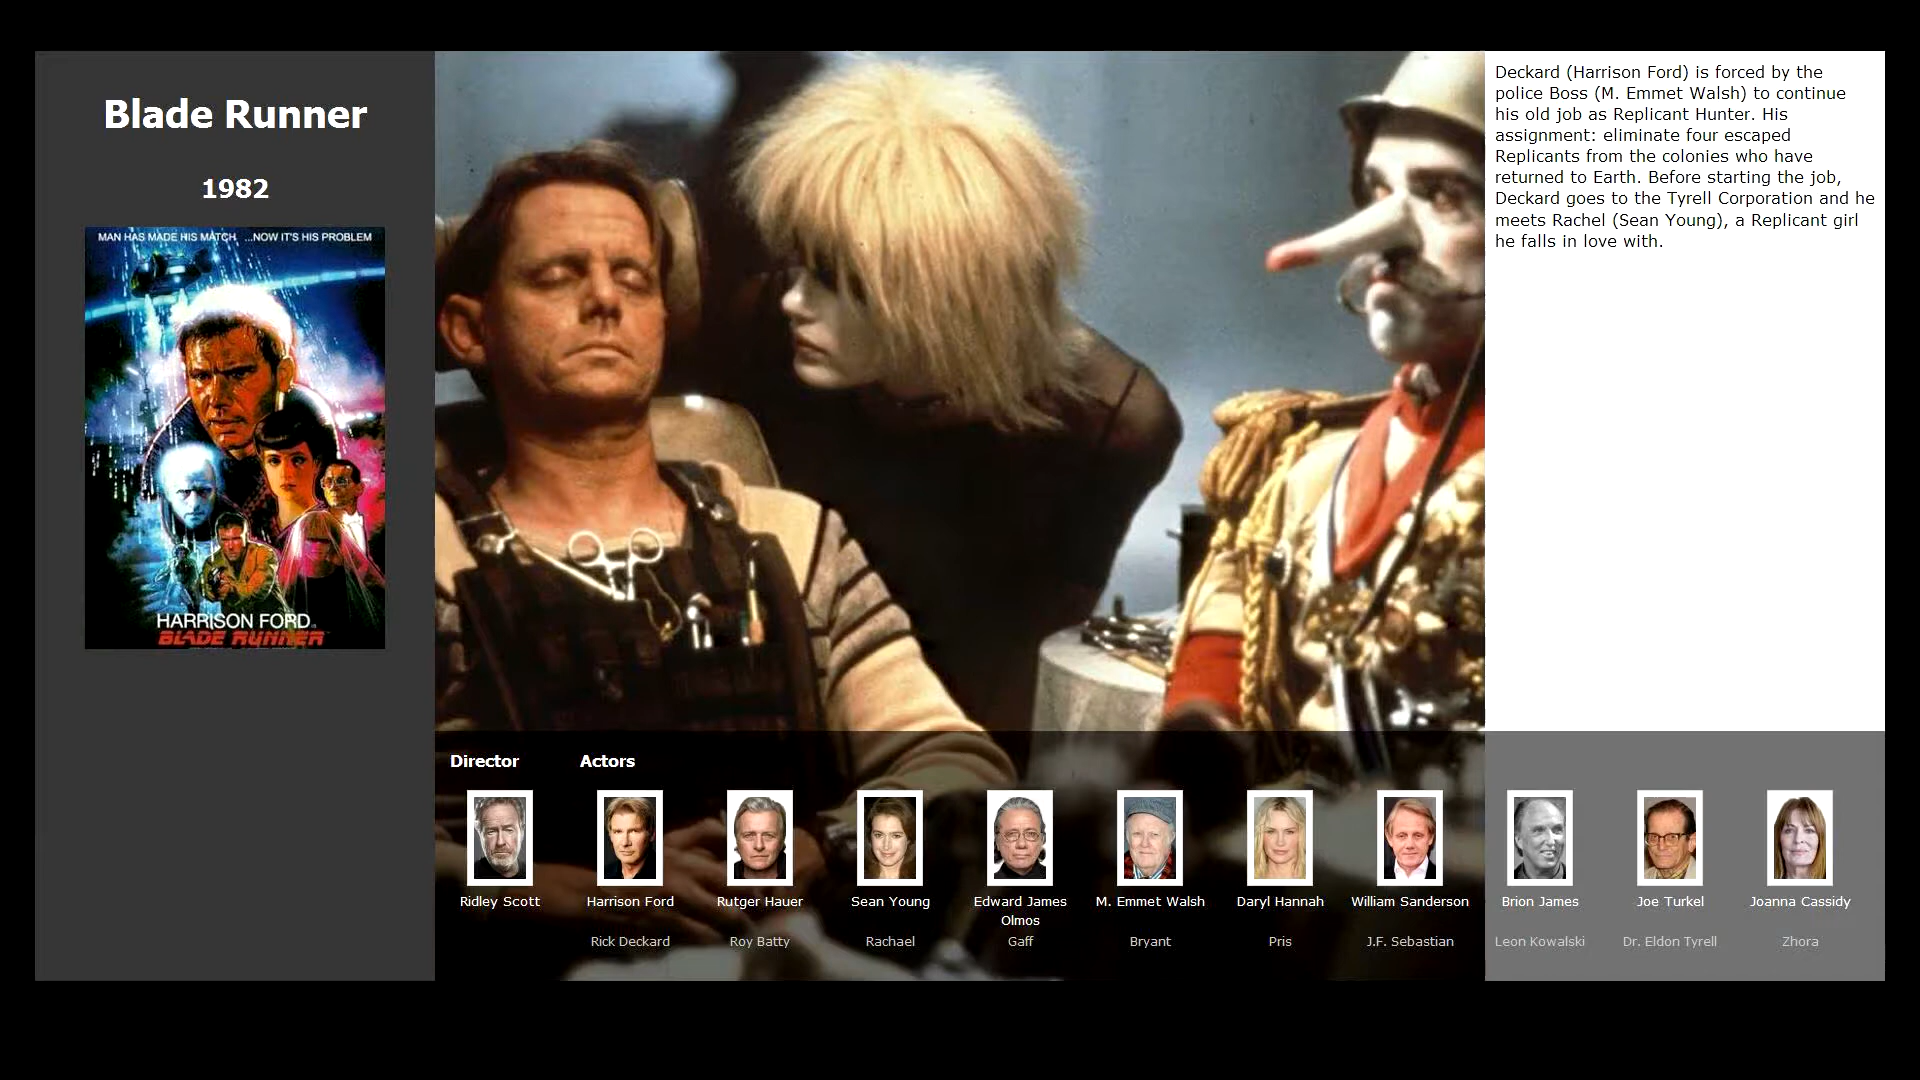 Blade Runner
1982
MAN HAS MADE HIS MATCH ...NOW IT'S HIS PROBLEM
HARRISON FORD
BLADE RUNNER
Deckard (Harrison Ford) is forced by the
police Boss (M. Emmet Walsh) to continue
his old job as Replicant Hunter. His
assignment: eliminate four escaped
Replicants from the colonies who have
returned to Earth. Before starting the job,
Deckard goes to the Tyrell Corporation and he
meets Rachel (Sean Young), a Replicant girl
he falls in love with.
Director
Actors
Ridley Scott
Harrison Ford
Rick Deckard
Rutger Hauer
Roy Batty
Sean Young
Rachael
Edward James
Olmos
Gaff
M. Emmet Walsh
Bryant
Daryl Hannah
Pris
William Sanderson
J.F. Sebastian
Brion James
Leon Kowalski
Joe Turkel
Dr. Eldon Tyrell
Joanna Cassidy
Zhora